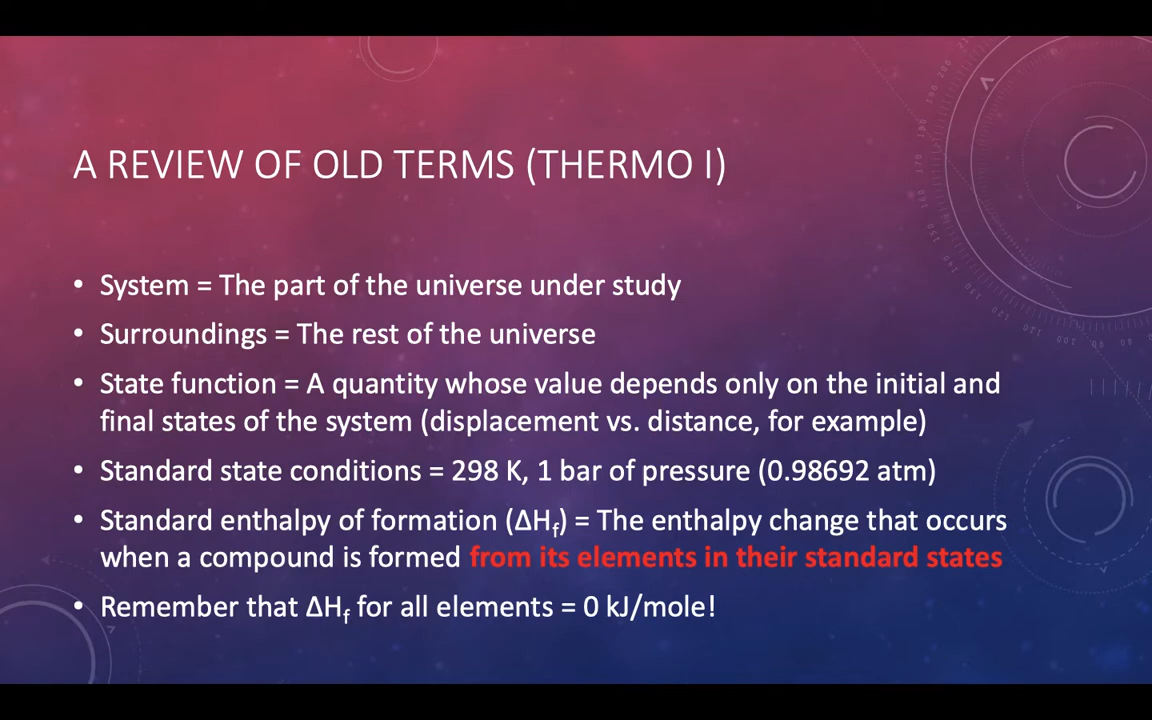 A REVIEW OF OLD TERMS (THERMO I)
• System = The part of the universe under study
• Surroundings = The rest of the universe
• State function = A quantity whose value depends only on the initial and
final states of the system (displacement vs. distance, for example)
• Standard state conditions = 298 K, 1 bar of pressure (0.98692 atm)
• Standard enthalpy of formation (ΔHf) = The enthalpy change that occurs
when a compound is formed from its elements in their standard states
• Remember that ΔHf for all elements = 0 kJ/mole!